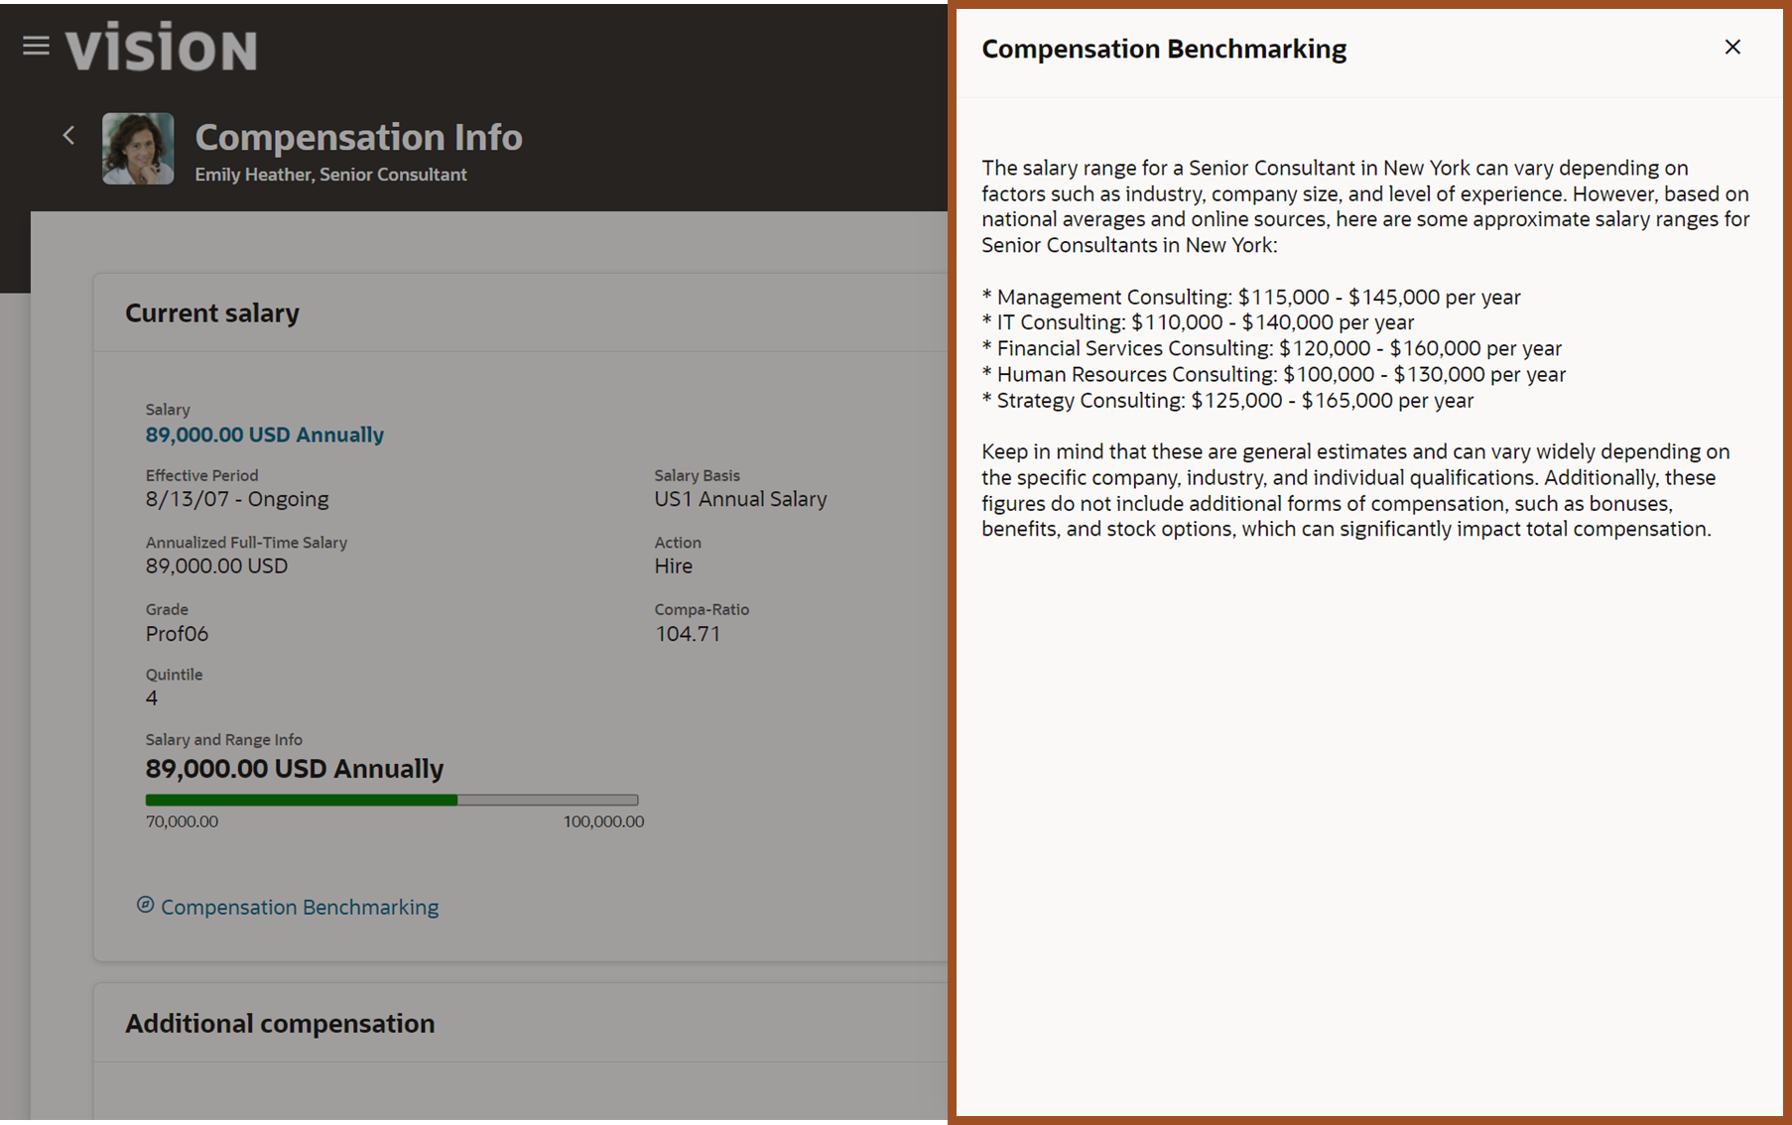 vision
Compensation Info
Emily Heather, Senior Consultant
Current salary
Salary
89,000.00 USD Annually
Effective Period
8/13/07 - Ongoing
Salary Basis
US1 Annual Salary
Annualized Full-Time Salary
89,000.00 USD
Action
Hire
Grade
Prof06
Compa-Ratio
104.71
Quintile
4
Salary and Range Info
89,000.00 USD Annually
70,000.00
100,000.00
Compensation Benchmarking
Additional compensation
Compensation Benchmarking
The salary range for a Senior Consultant in New York can vary depending on
factors such as industry, company size, and level of experience. However, based on
national averages and online sources, here are some approximate salary ranges for
Senior Consultants in New York:
* Management Consulting: $115,000 - $145,000 per year
* IT Consulting: $110,000 - $140,000 per year
* Financial Services Consulting: $120,000 - $160,000 per year
* Human Resources Consulting: $100,000 - $130,000 per year
* Strategy Consulting: $125,000 - $165,000 per year
Keep in mind that these are general estimates and can vary widely depending on
the specific company, industry, and individual qualifications. Additionally, these
figures do not include additional forms of compensation, such as bonuses,
benefits, and stock options, which can significantly impact total compensation.